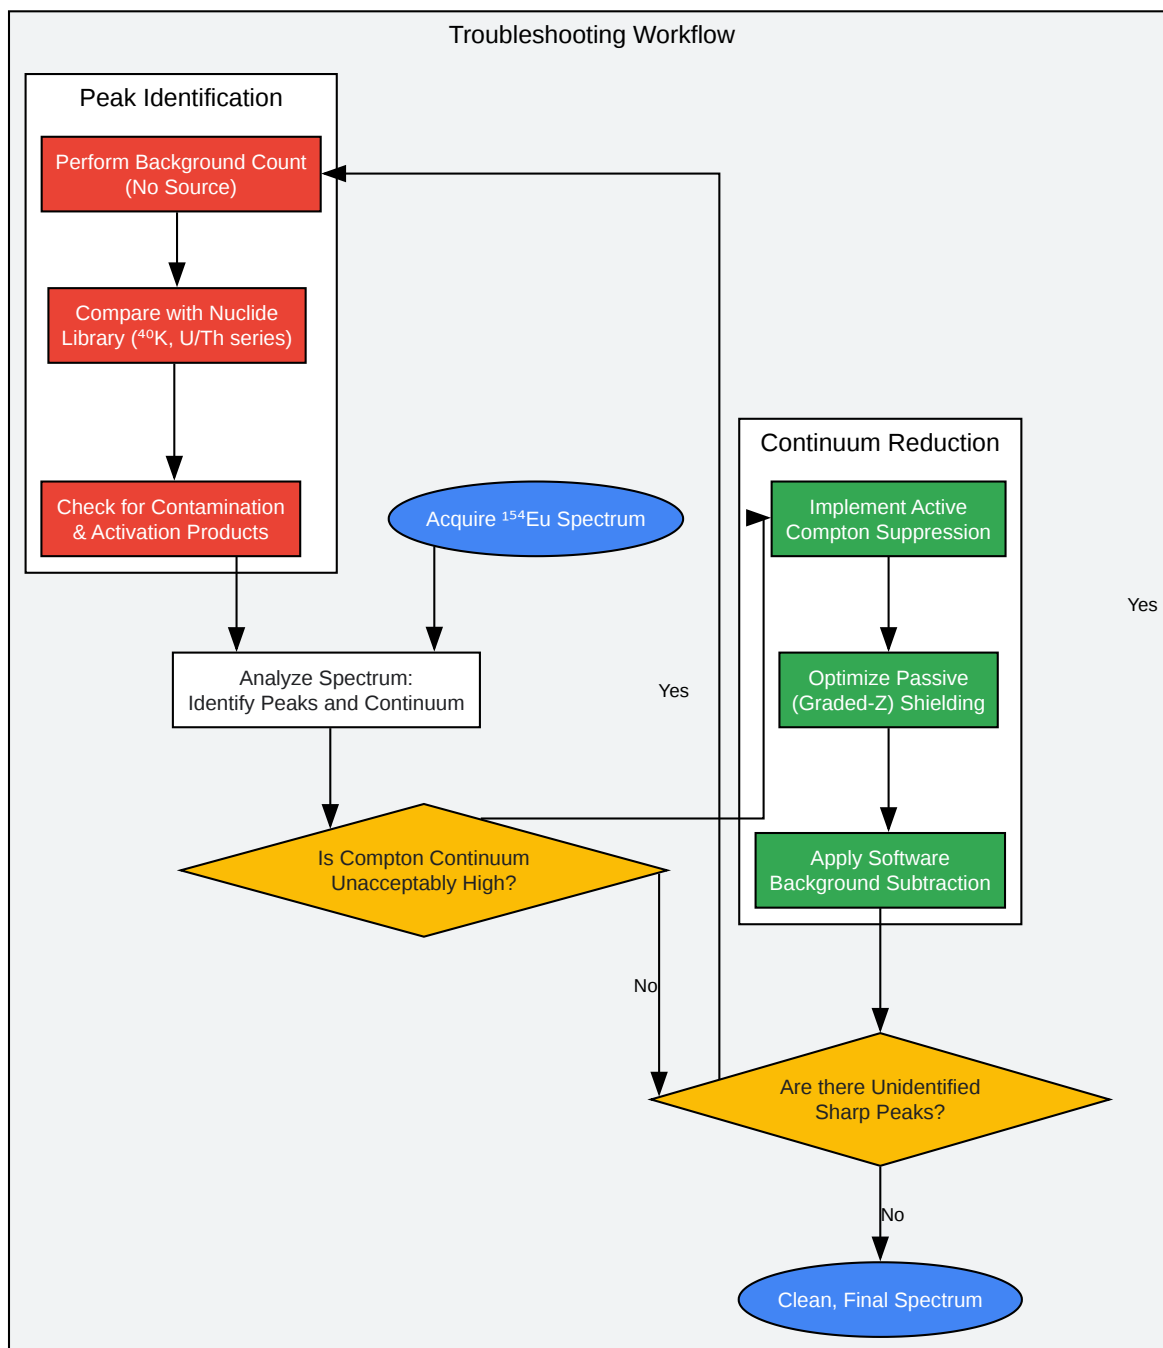 Troubleshooting Workflow
Peak Identification
Perform Background Count
(No Source)
Compare with Nuclide
Library (⁴⁰K, U/Th series)
Check for Contamination
& Activation Products
Acquire ¹⁵⁴Eu Spectrum
Continuum Reduction
Implement Active
Compton Suppression
Yes
Analyze Spectrum:
Identify Peaks and Continuum
Yes
Optimize Passive
(Graded-Z) Shielding
Is Compton Continuum
Unacceptably High?
Apply Software
Background Subtraction
No
Are there Unidentified
Sharp Peaks?
No
Clean, Final Spectrum